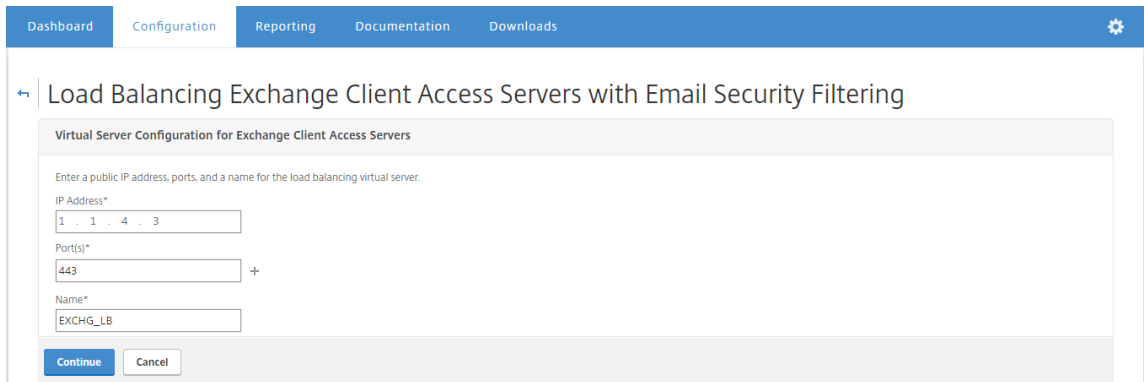 Dashboard Configuration Reporting Documentation Downloads
Load Balancing Exchange Client Access Servers with Email Security Filtering
Virtual Server Configuration for Exchange Client Access Servers
Enter a public IP address, ports, and a name for the load balancing virtual server.
IP Address*
1 . 1 . 4 . 3
Port(s)*
443 +
Name*
EXCHG_LB
Continue Cancel